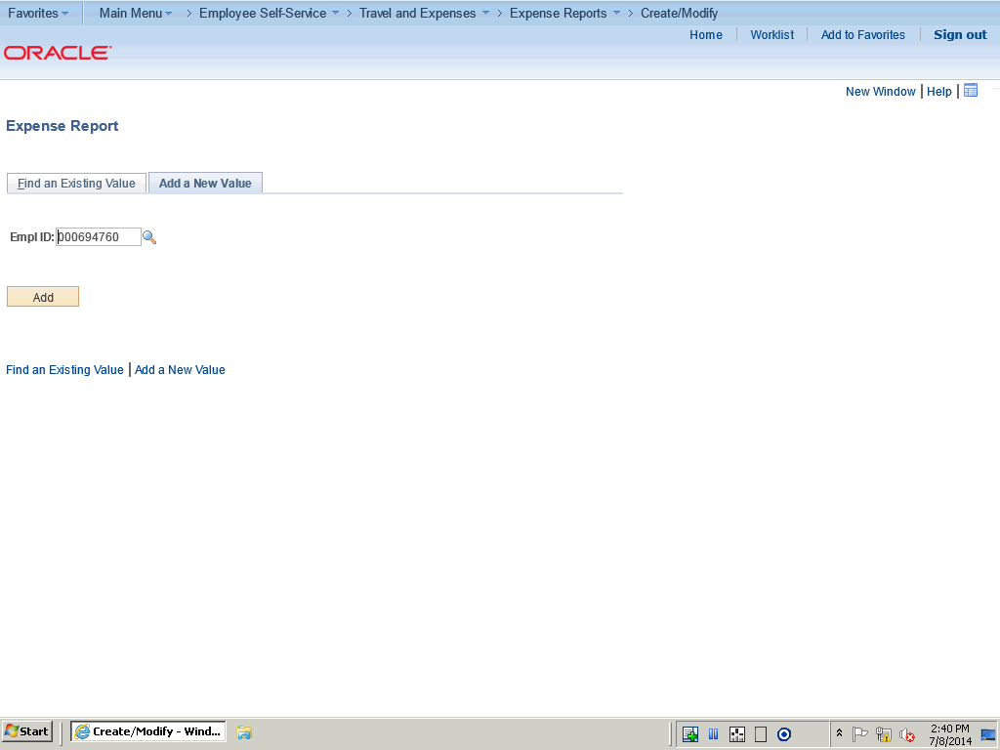 Favorites Main Menu > Employee Self-Service > Travel and Expenses > Expense Reports > Create/Modify
Home Worklist Add to Favorites Sign out
ORACLE
New Window | Help |
Expense Report
Find an Existing Value Add a New Value
Empl ID: 000694760
Add
Find an Existing Value | Add a New Value
Start Create/Modify - Wind... 2:40 PM
7/8/2014